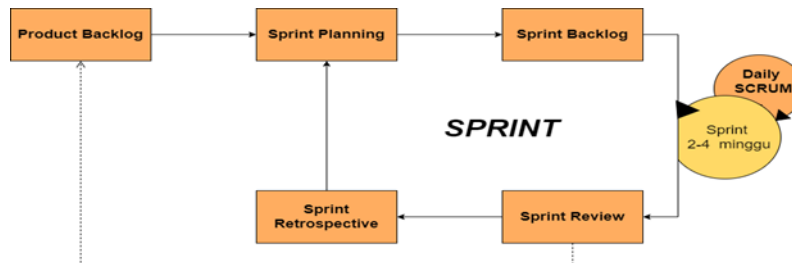 Product Backlog
Sprint Planning
Sprint Backlog
Daily
SCRUM
Sprint
2-4 minggu
SPRINT
Sprint
Retrospective
Sprint Review